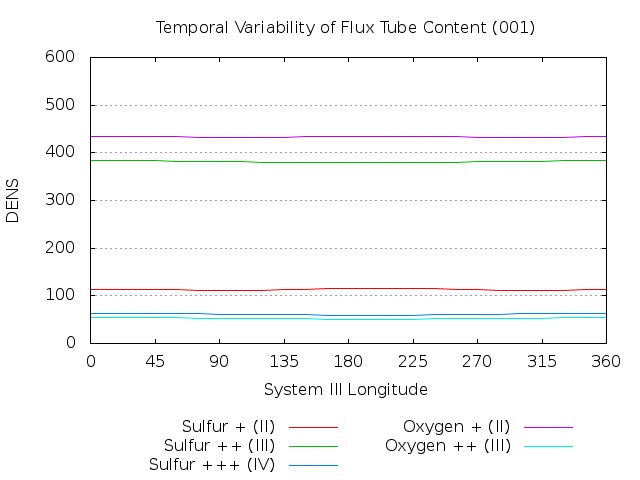 Temporal Variability of Flux Tube Content (001)
600
500
400
300
200
100
0
DENS
0 45 90 135 180 225 270 315 360
System III Longitude
Sulfur + (II) Oxygen + (II)
Sulfur ++ (III) Oxygen ++ (III)
Sulfur +++ (IV)